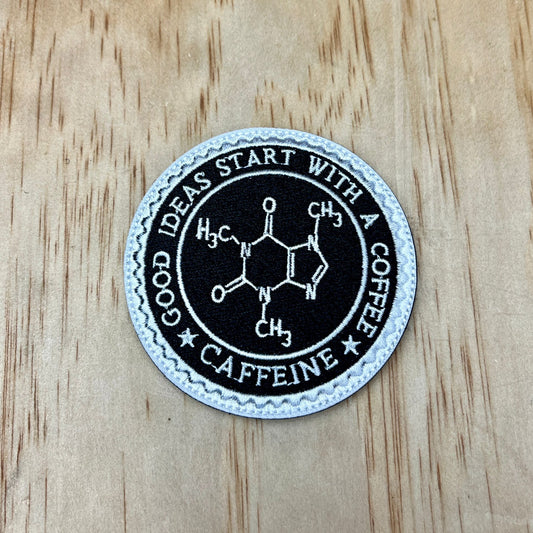 GOOD IDEAS START WITH A COFFEE
O
CH3
H3C
N
N
O
N
N
CH3
★ CAFFEINE ★